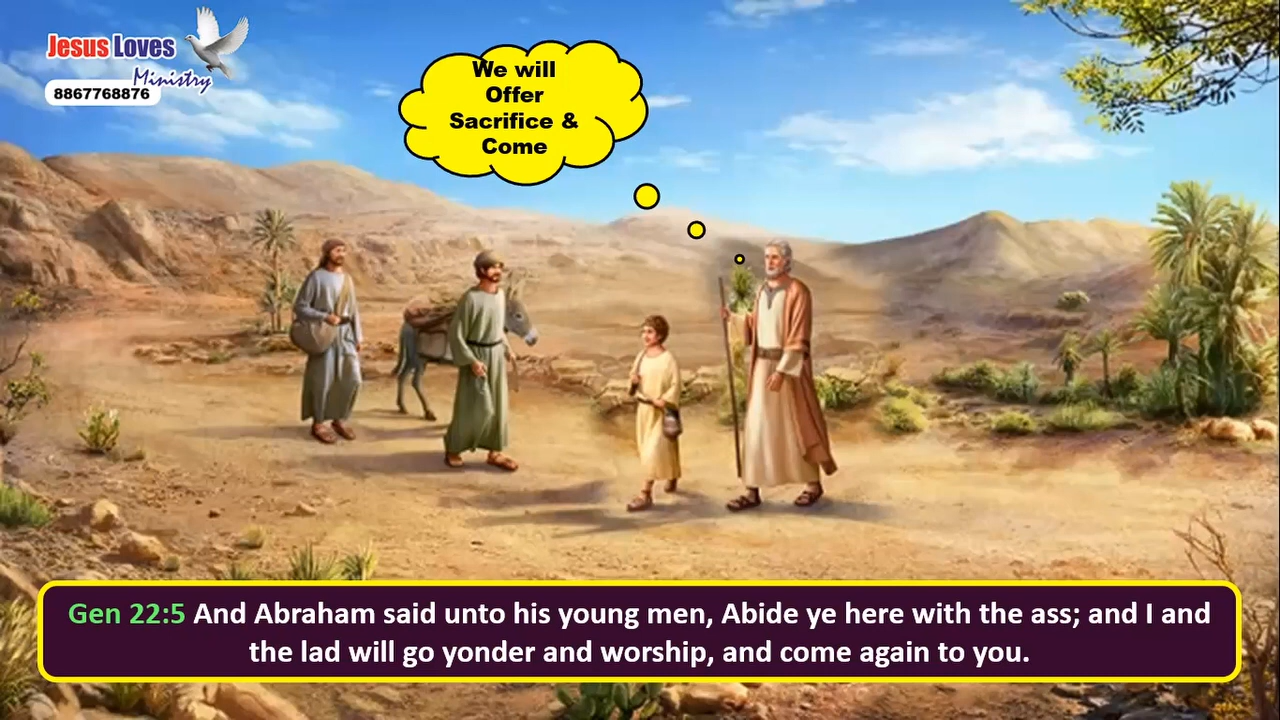 Jesus Loves
Ministry
8867768876
We will
Offer
Sacrifice &
Come
Gen 22:5 And Abraham said unto his young men, Abide ye here with the ass; and I and
the lad will go yonder and worship, and come again to you.